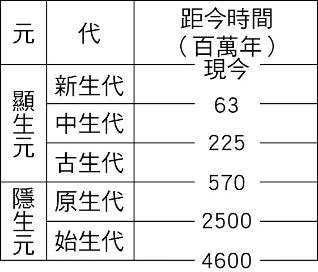 元 代 距今時間
（百萬年）
現今
顯生元 新生代
63
中生代
225
古生代
570
隱生元 原生代
2500
始生代
4600